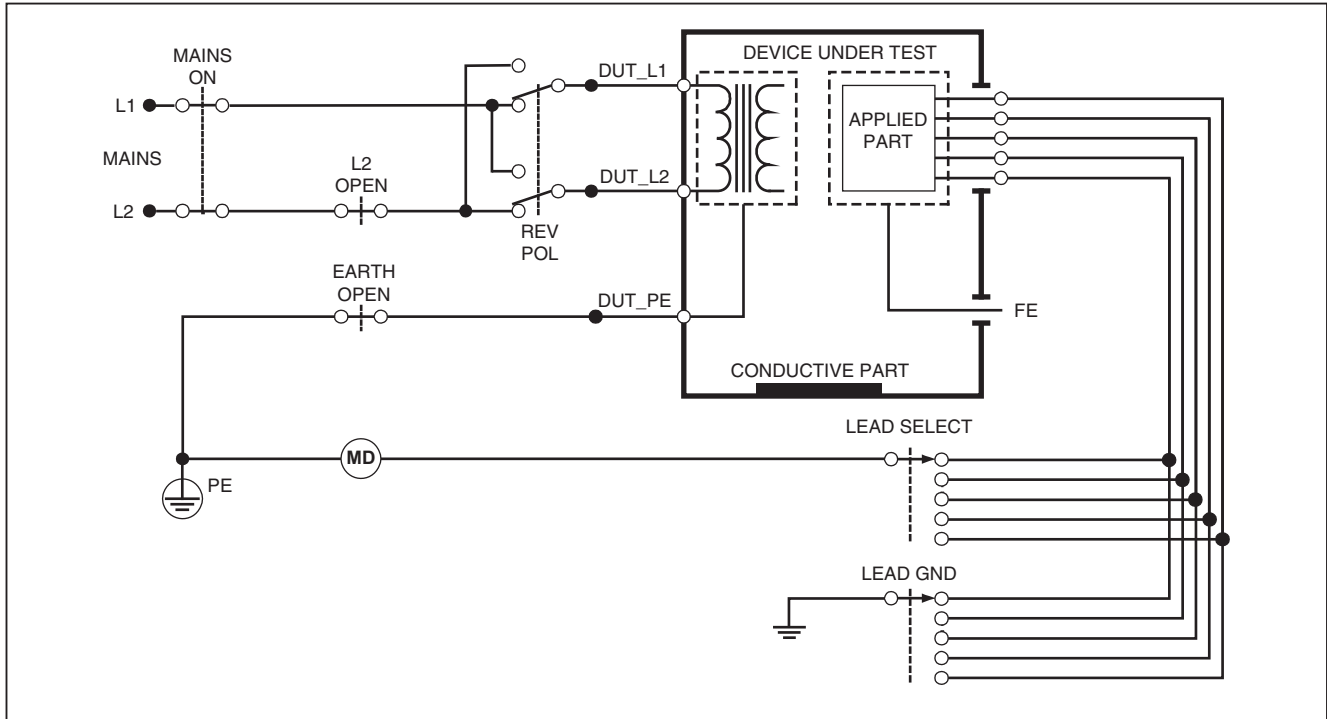 MAINS
ON
L1
MAINS
L2
L2
OPEN
REV
POL
EARTH
OPEN
DUT_L1
DUT_L2
DUT_PE
DEVICE UNDER TEST
APPLIED
PART
FE
CONDUCTIVE PART
LEAD SELECT
MD
PE
LEAD GND